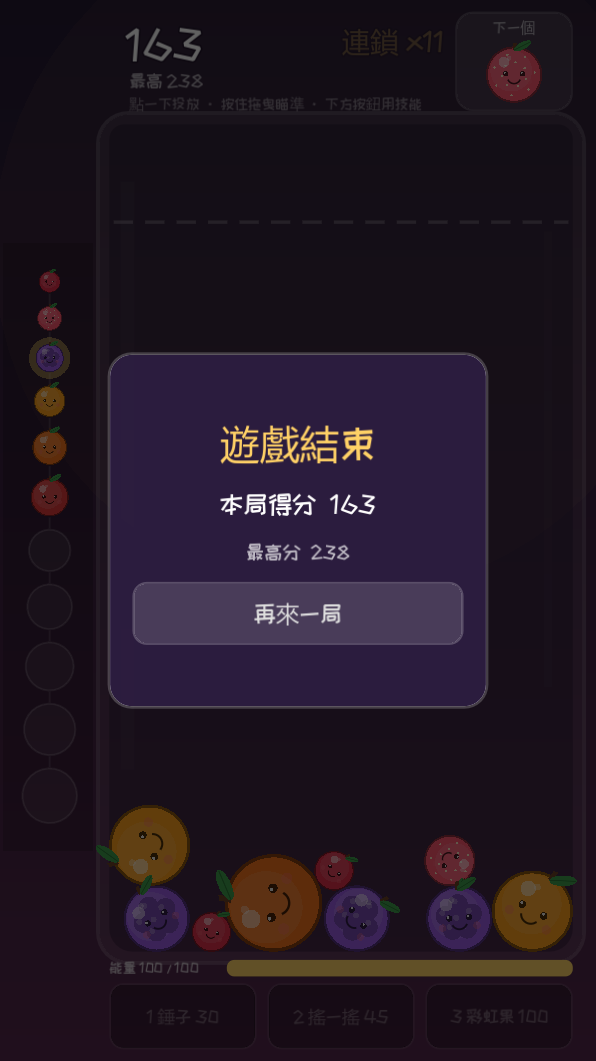 163
連鎖 ×11
下一個
最高 238
點一下投放 · 按住拖曳瞄準 · 下方按鈕用技能
遊戲結束
本局得分 163
最高分 238
再來一局
能量 100 / 100
1 錘子 30
2 搖一搖 45
3 彩虹果 100